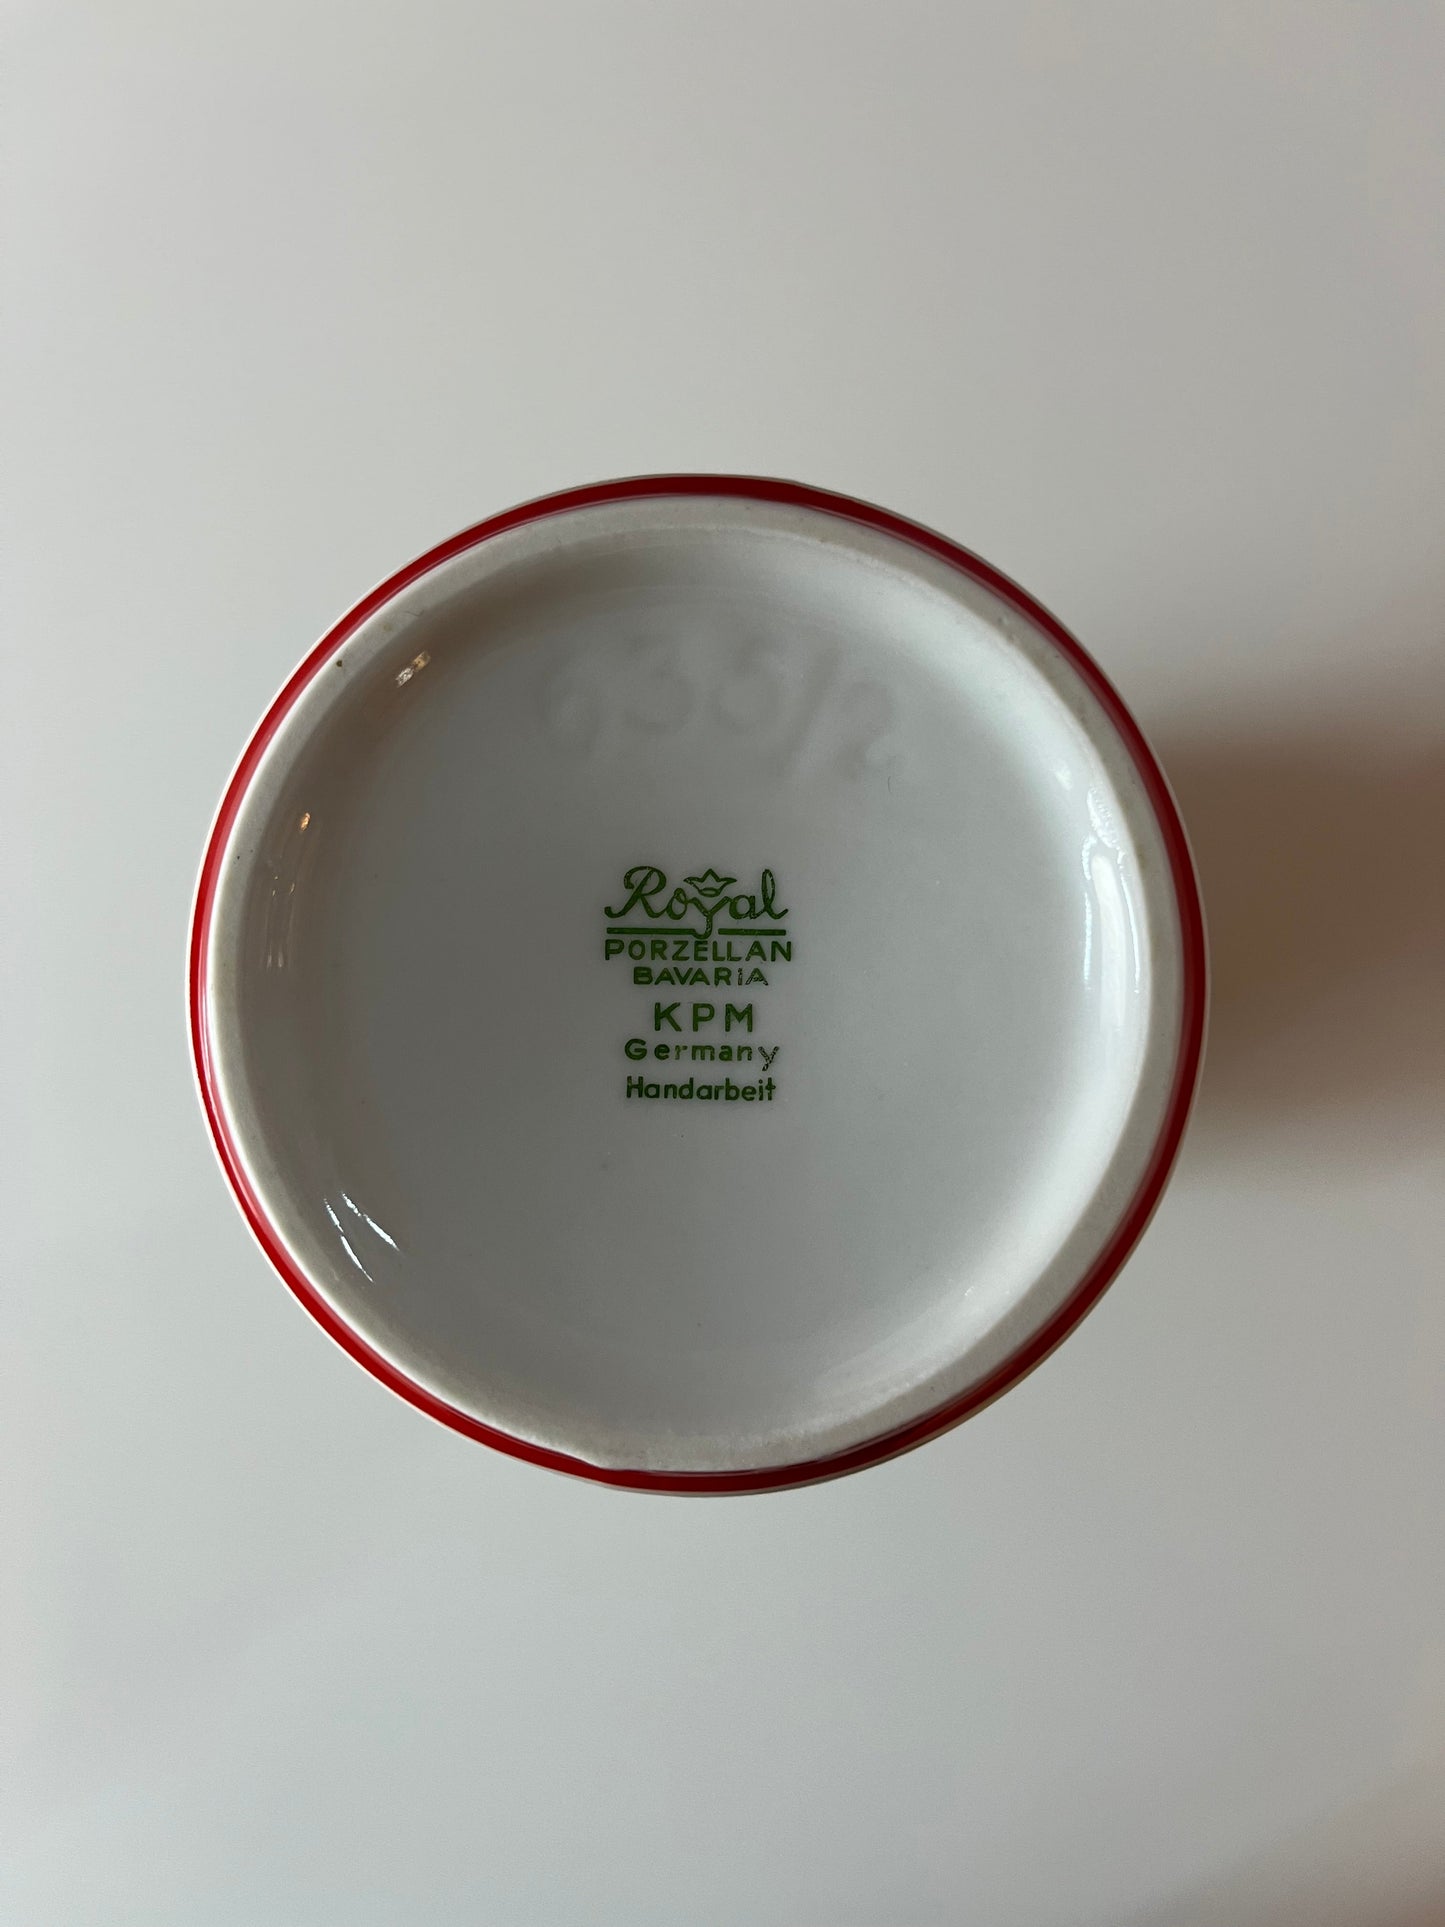 Royal
PORZELLAN
BAVARIA
KPM
Germany
Handarbeit